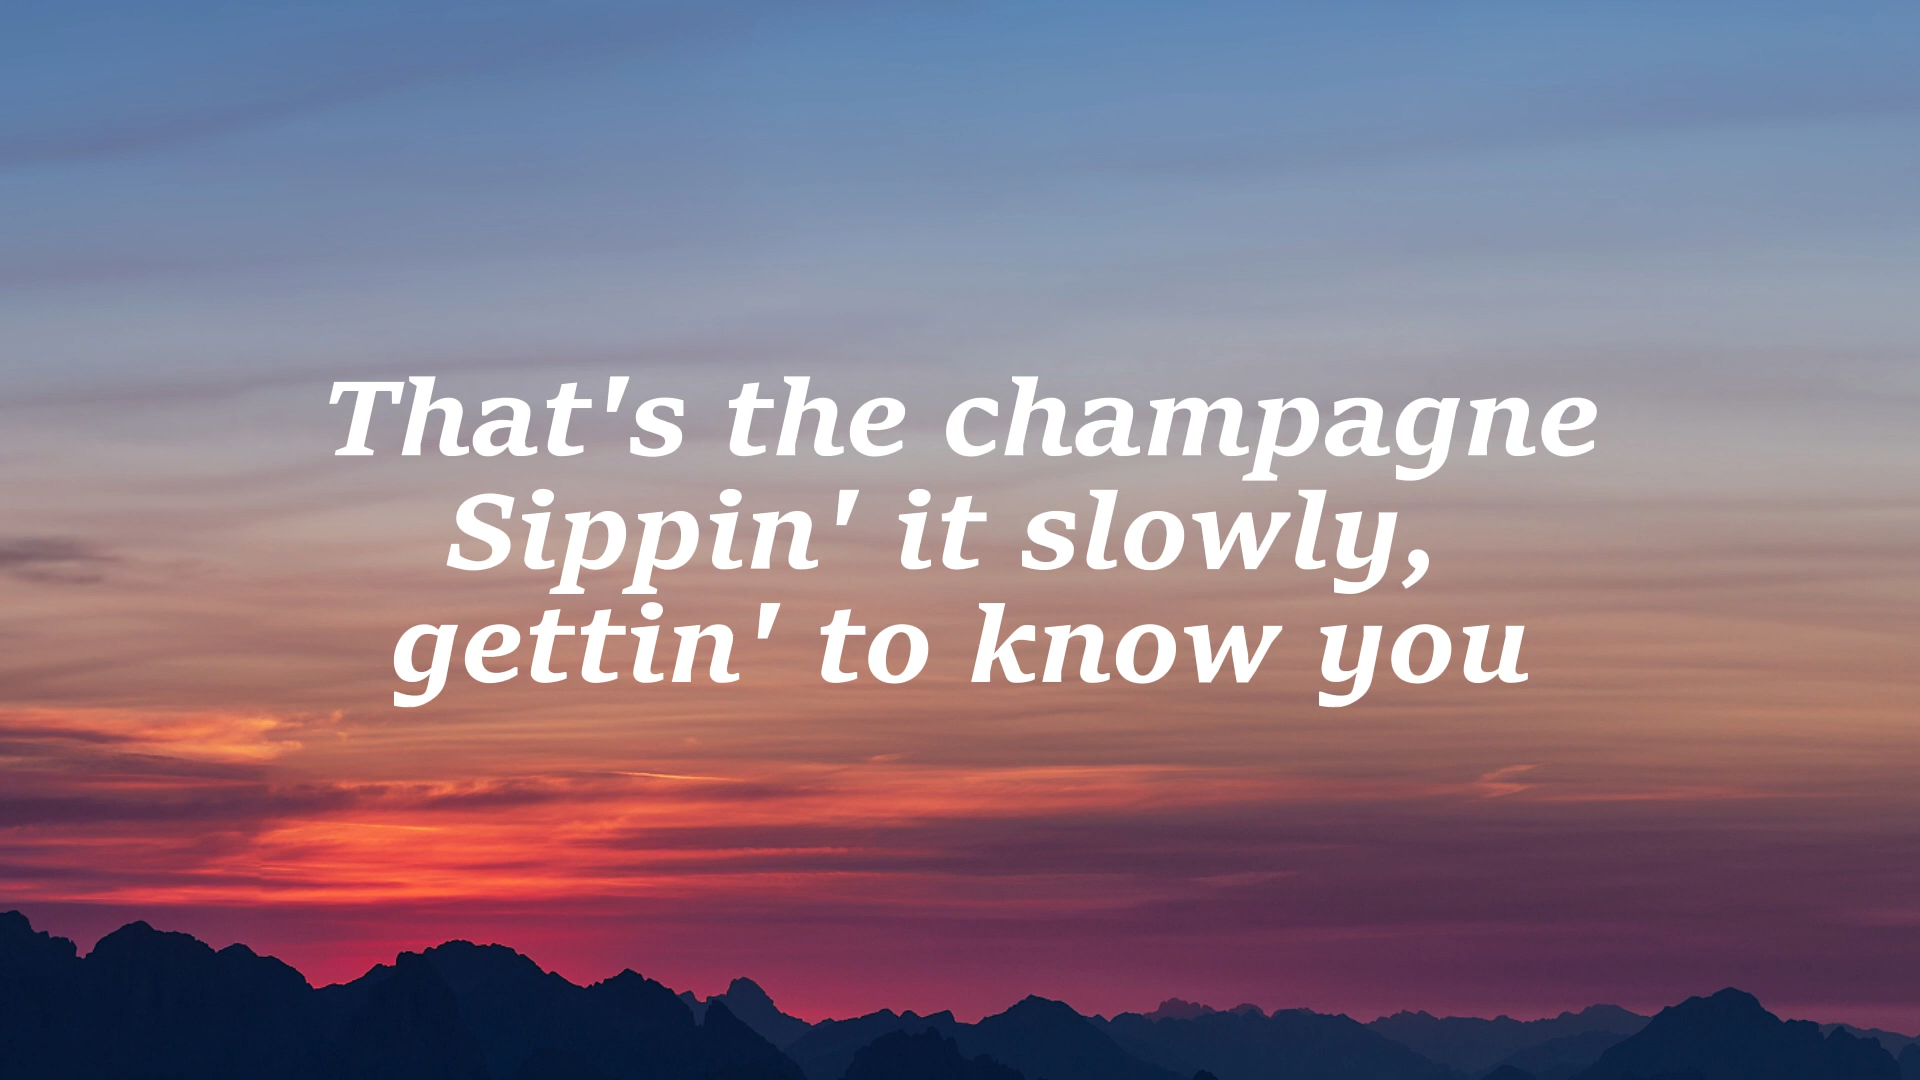 That's the champagne
Sippin' it slowly,
gettin' to know you